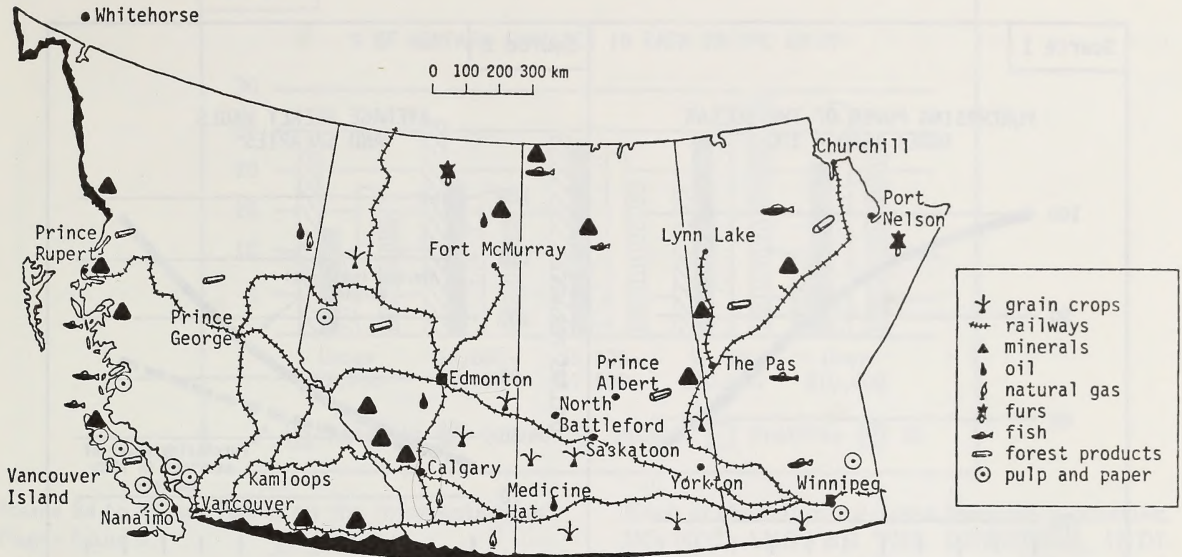 Whitehorse
0 100 200 300 km
Churchill
Port
Nelson
Prince
Rupert
Fort McMurray
Lynn Lake
Prince
George
Prince
Albert
The Pas
Edmonton
North
Battleford
Saskatoon
Calgary
Kamloops
Vancouver
Island
Vancouver
Medicine
Hat
Yorkton
Winnipeg
Nanaimo
grain crops
railways
minerals
oil
natural gas
furs
fish
forest products
pulp and paper